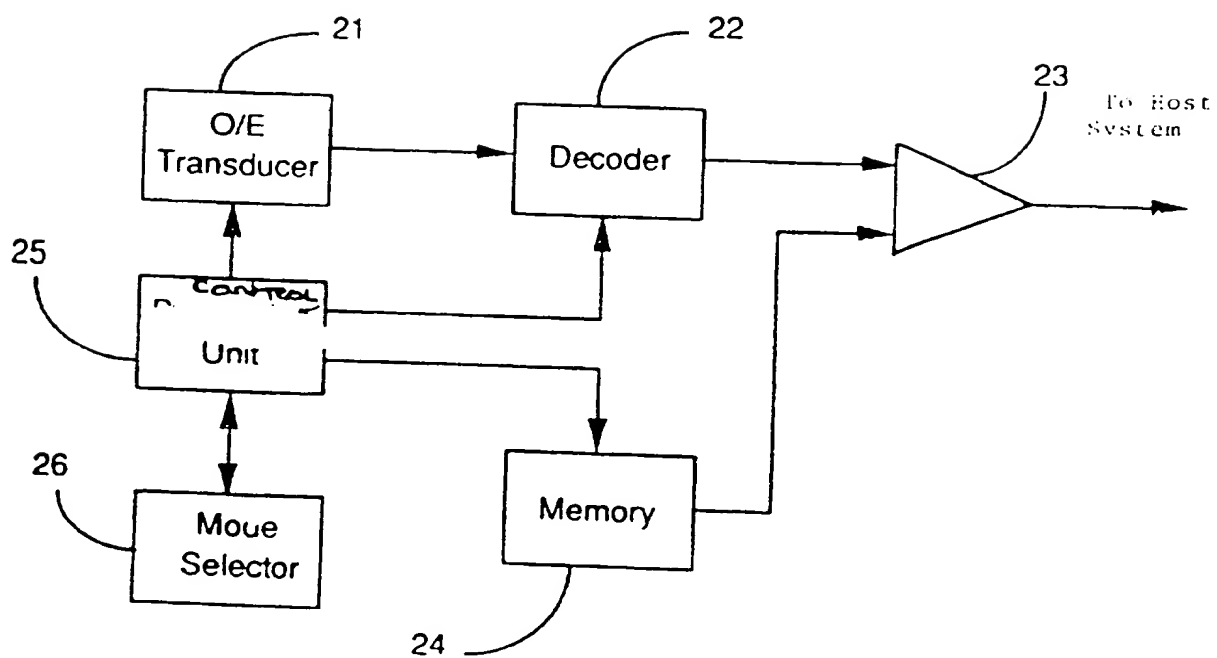 21
22
23
To Host
System
O/E
Transducer
Decoder
25
CONTROL
Unit
26
Moue
Selector
Memory
24